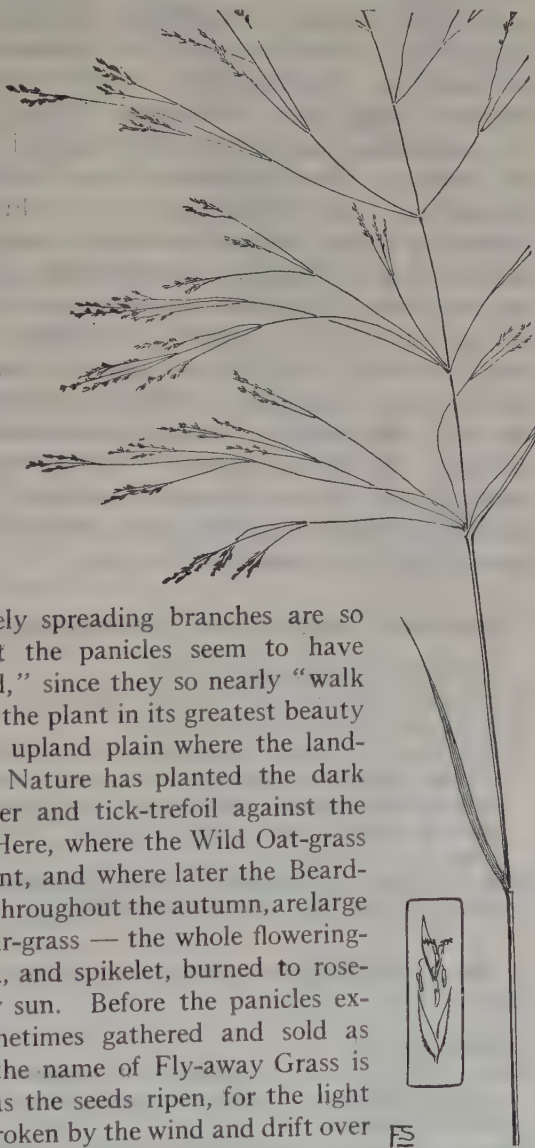 ely spreading branches are so
t the panicles seem to have
d,” since they so nearly “walk
the plant in its greatest beauty
upland plain where the land-
Nature has planted the dark
er and tick-trefoil against the
Here, where the Wild Oat-grass
nt, and where later the Beard-
hroughout the autumn, are large
r-grass — the whole flowering-
, and spikelet, burned to rose-
y sun. Before the panicles ex-
metimes gathered and sold as
the name of Fly-away Grass is
as the seeds ripen, for the light
roken by the wind and drift over
FS